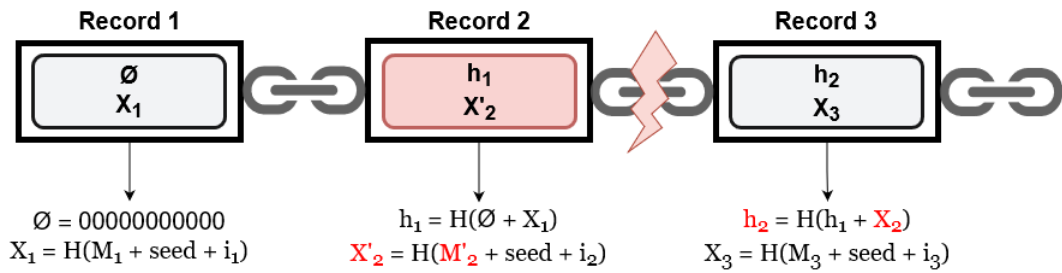 Record 1
Ø
X₁
Ø = 00000000000
X₁ = H(M₁ + seed + i₁)
Record 2
h₁
X'₂
h₁ = H(Ø + X₁)
X'₂ = H(M'₂ + seed + i₂)
Record 3
h₂
X₃
h₂ = H(h₁ + X₂)
X₃ = H(M₃ + seed + i₃)